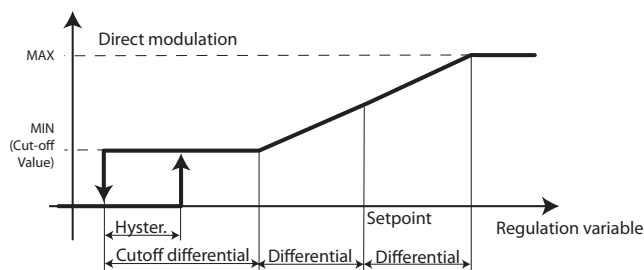 Direct modulation
MAX
MIN
(Cut-off
Value)
Setpoint
Regulation variable
Hyster.
Cutoff differential
Differential
Differential